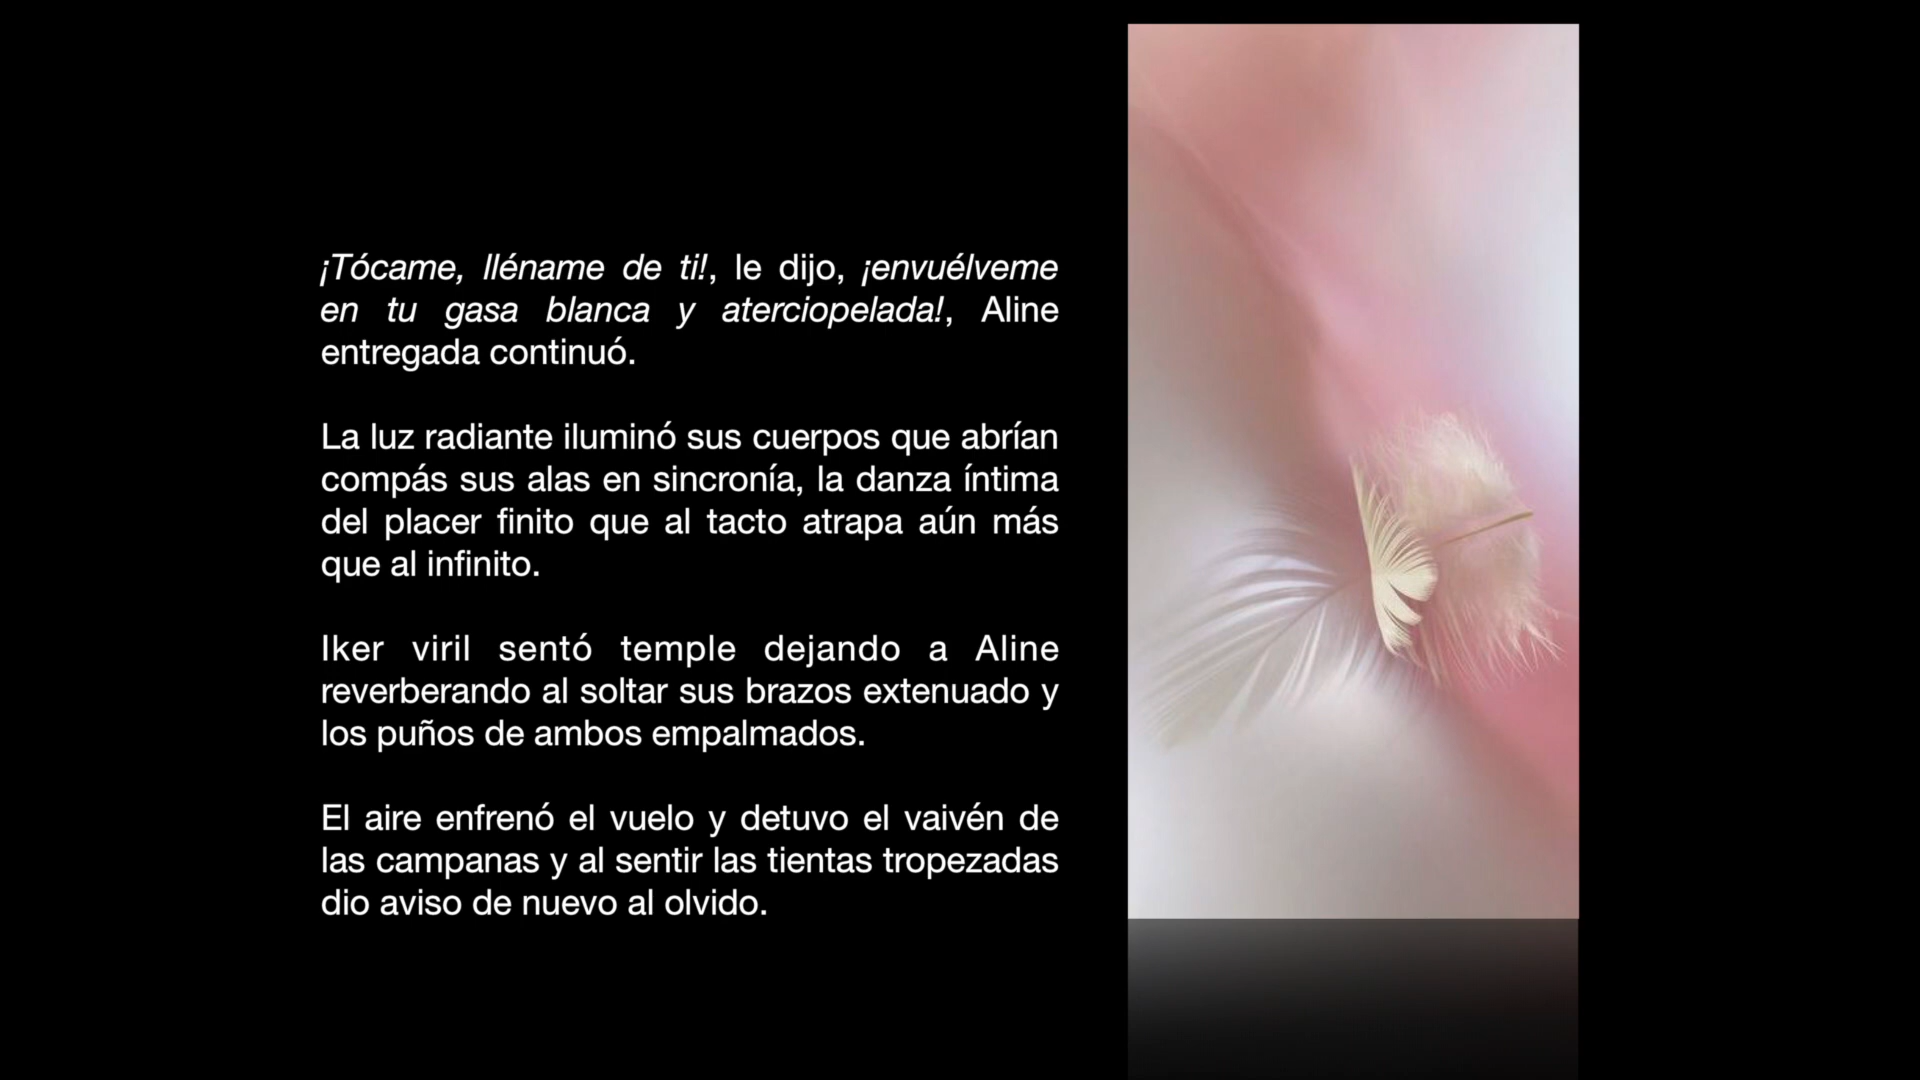 ¡Tócame, lléname de ti!, le dijo, ¡envuélveme
en tu gasa blanca y aterciopelada!, Aline
entregada continuó.
La luz radiante iluminó sus cuerpos que abrían
compás sus alas en sincronía, la danza íntima
del placer finito que al tacto atrapa aún más
que al infinito.
Iker viril sentó temple dejando a Aline
reverberando al soltar sus brazos extenuado y
los puños de ambos empalmados.
El aire enfrenó el vuelo y detuvo el vaivén de
las campanas y al sentir las tientas tropezadas
dio aviso de nuevo al olvido.